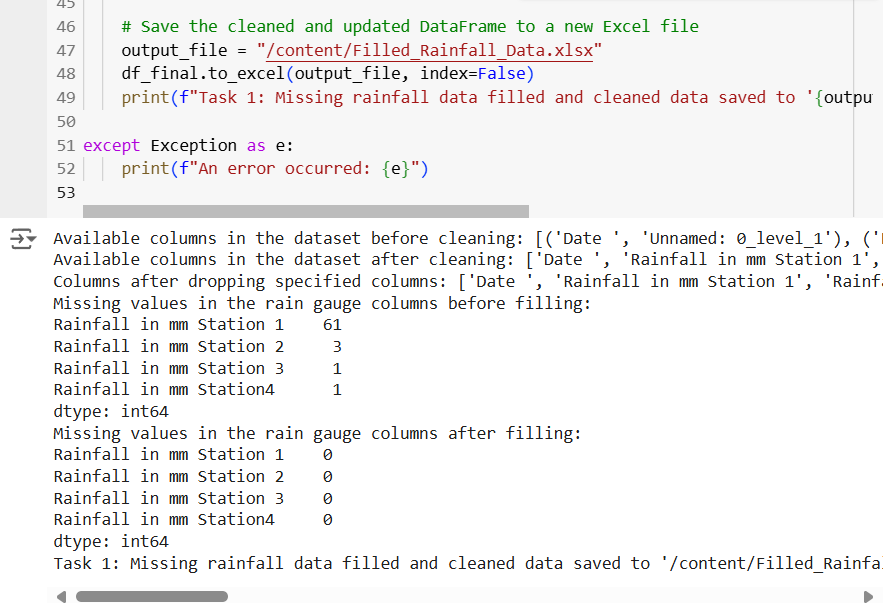 45
46 # Save the cleaned and updated DataFrame to a new Excel file
47 output_file = "/content/Filled_Rainfall_Data.xlsx"
48 df_final.to_excel(output_file, index=False)
49 print(f"Task 1: Missing rainfall data filled and cleaned data saved to '{outpu
50
51 except Exception as e:
52 print(f"An error occurred: {e}")
53
Available columns in the dataset before cleaning: [('Date ', 'Unnamed: 0_level_1'), ('
Available columns in the dataset after cleaning: ['Date ', 'Rainfall in mm Station 1',
Columns after dropping specified columns: ['Date ', 'Rainfall in mm Station 1', 'Rainf
Missing values in the rain gauge columns before filling:
Rainfall in mm Station 1 61
Rainfall in mm Station 2 3
Rainfall in mm Station 3 1
Rainfall in mm Station4 1
dtype: int64
Missing values in the rain gauge columns after filling:
Rainfall in mm Station 1 0
Rainfall in mm Station 2 0
Rainfall in mm Station 3 0
Rainfall in mm Station4 0
dtype: int64
Task 1: Missing rainfall data filled and cleaned data saved to '/content/Filled_Rainfa